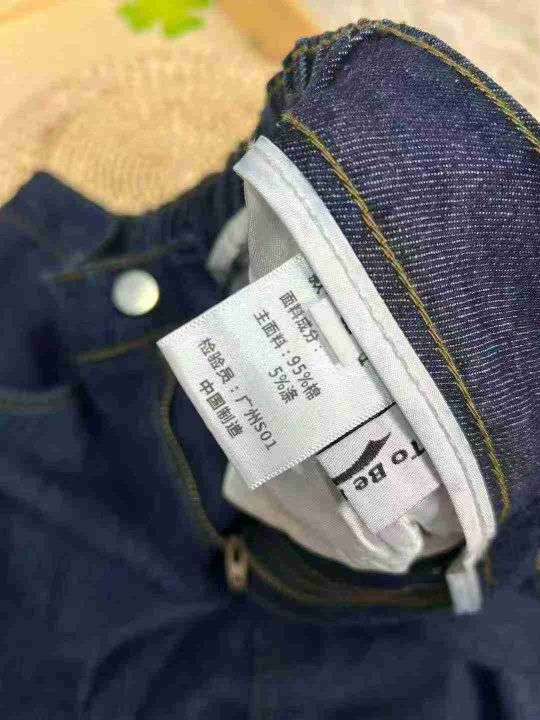 面料成分：
主面料：95%棉
5%涤
检验员：广州S01
中国制造
To Be